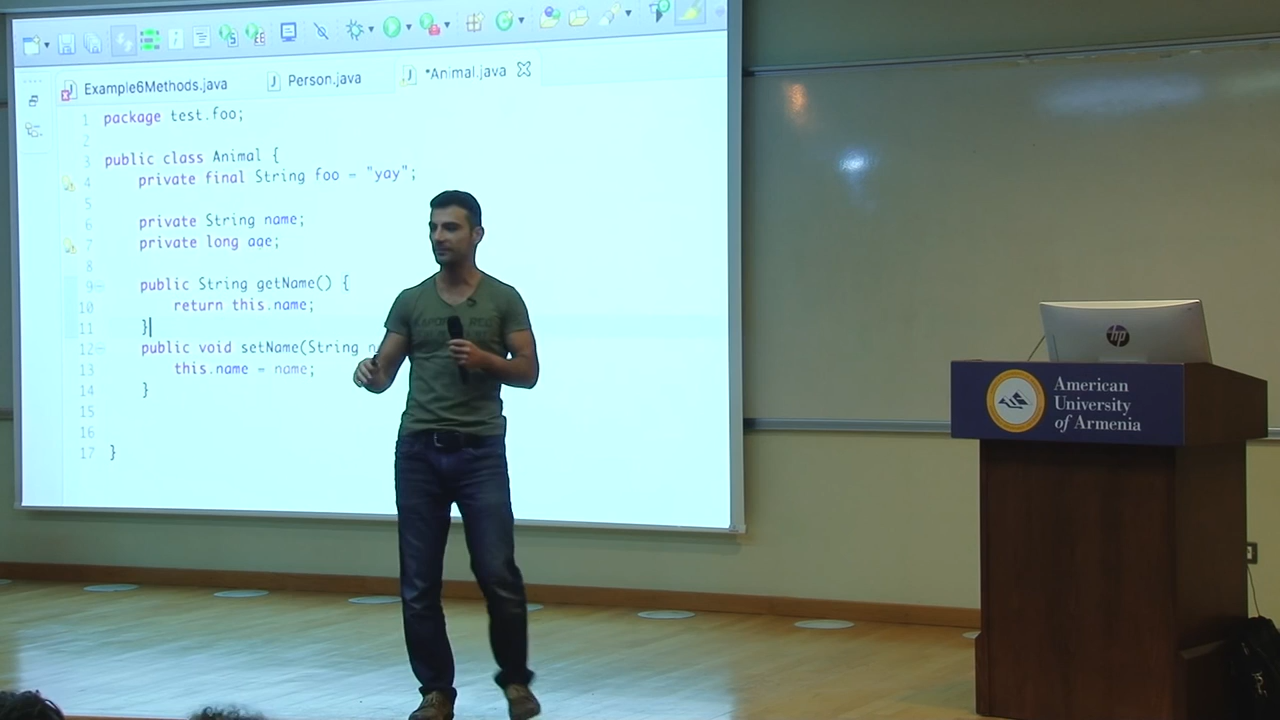 Example6Methods.java
Person.java
*Animal.java
1 package test.foo;
2
3 public class Animal {
4 private final String foo = "yay";
5
6 private String name;
7 private long age;
8
9 public String getName() {
10 return this.name;
11 }
12 public void setName(String n
13 this.name = name;
14 }
15
16
17 }
hp
American
University
of Armenia